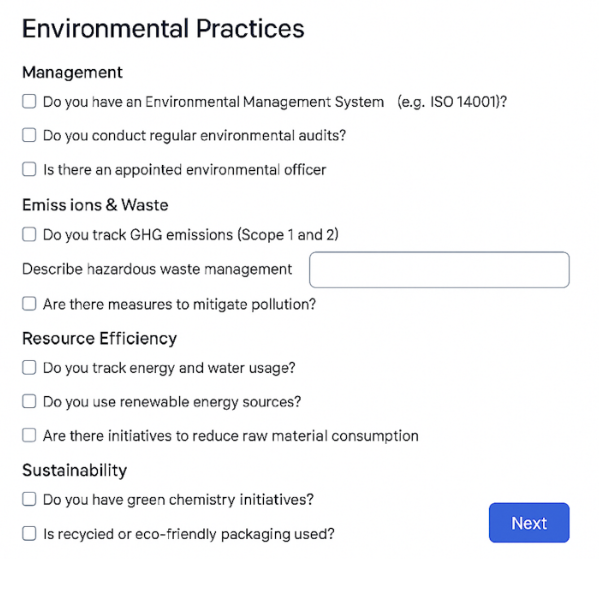 Environmental Practices
Management
Do you have an Environmental Management System (e.g. ISO 14001)?
Do you conduct regular environmental audits?
Is there an appointed environmental officer
Emissions & Waste
Do you track GHG emissions (Scope 1 and 2)
Describe hazardous waste management
Are there measures to mitigate pollution?
Resource Efficiency
Do you track energy and water usage?
Do you use renewable energy sources?
Are there initiatives to reduce raw material consumption
Sustainability
Do you have green chemistry initiatives?
Is recycled or eco-friendly packaging used?
Next